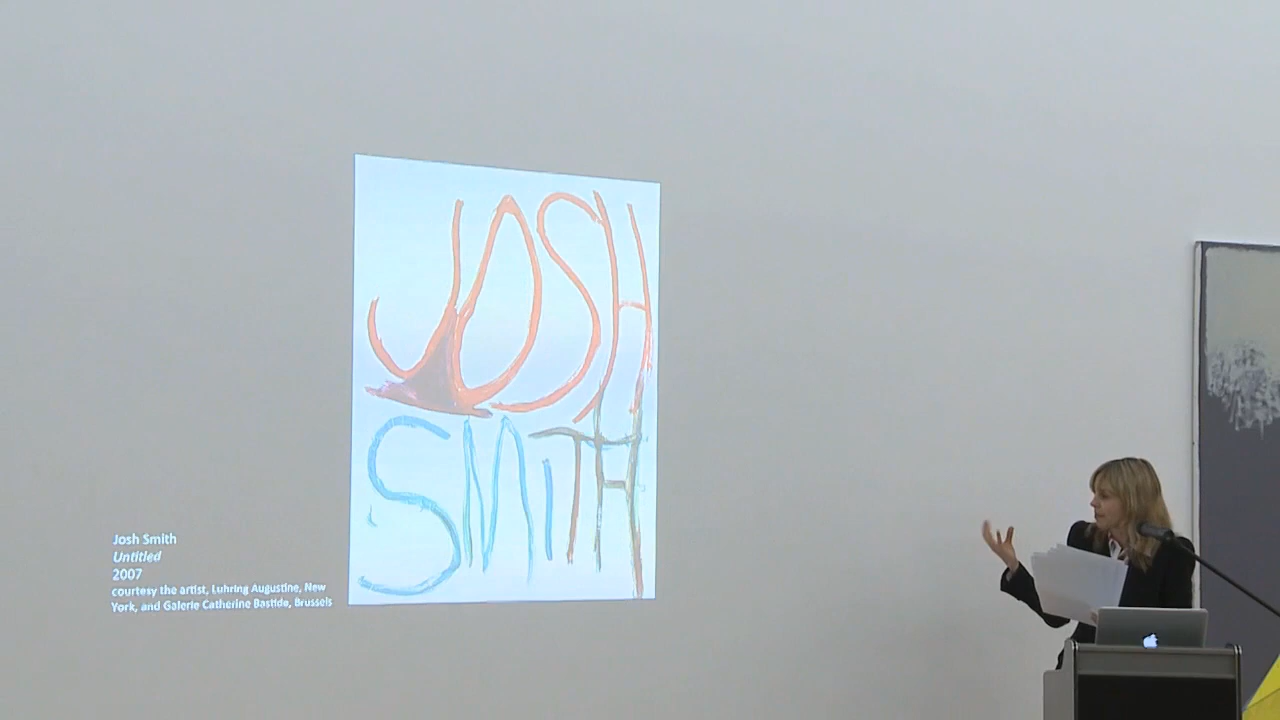 JOSH
SMITH
Josh Smith
Untitled
2007
courtesy the artist, Luhring Augustine, New
York, and Galerie Catherine Bastide, Brussels